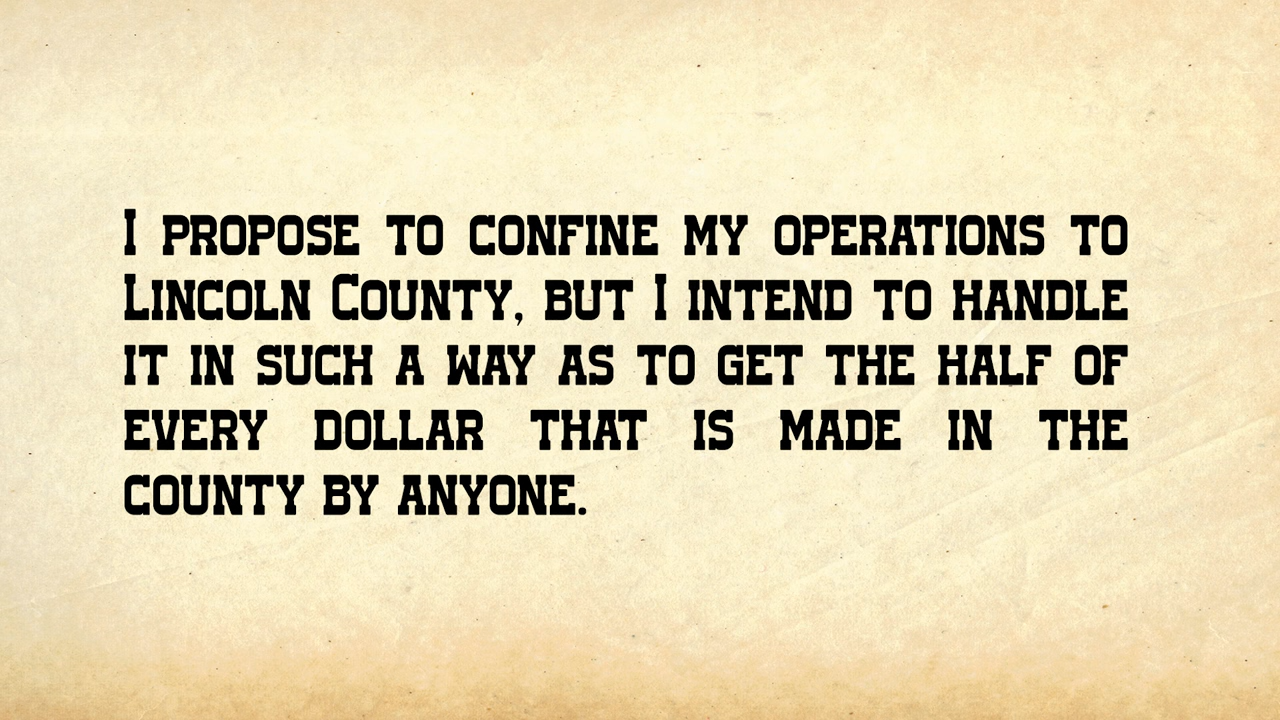 I propose to confine my operations to
Lincoln County, but I intend to handle
it in such a way as to get the half of
every dollar that is made in the
county by anyone.